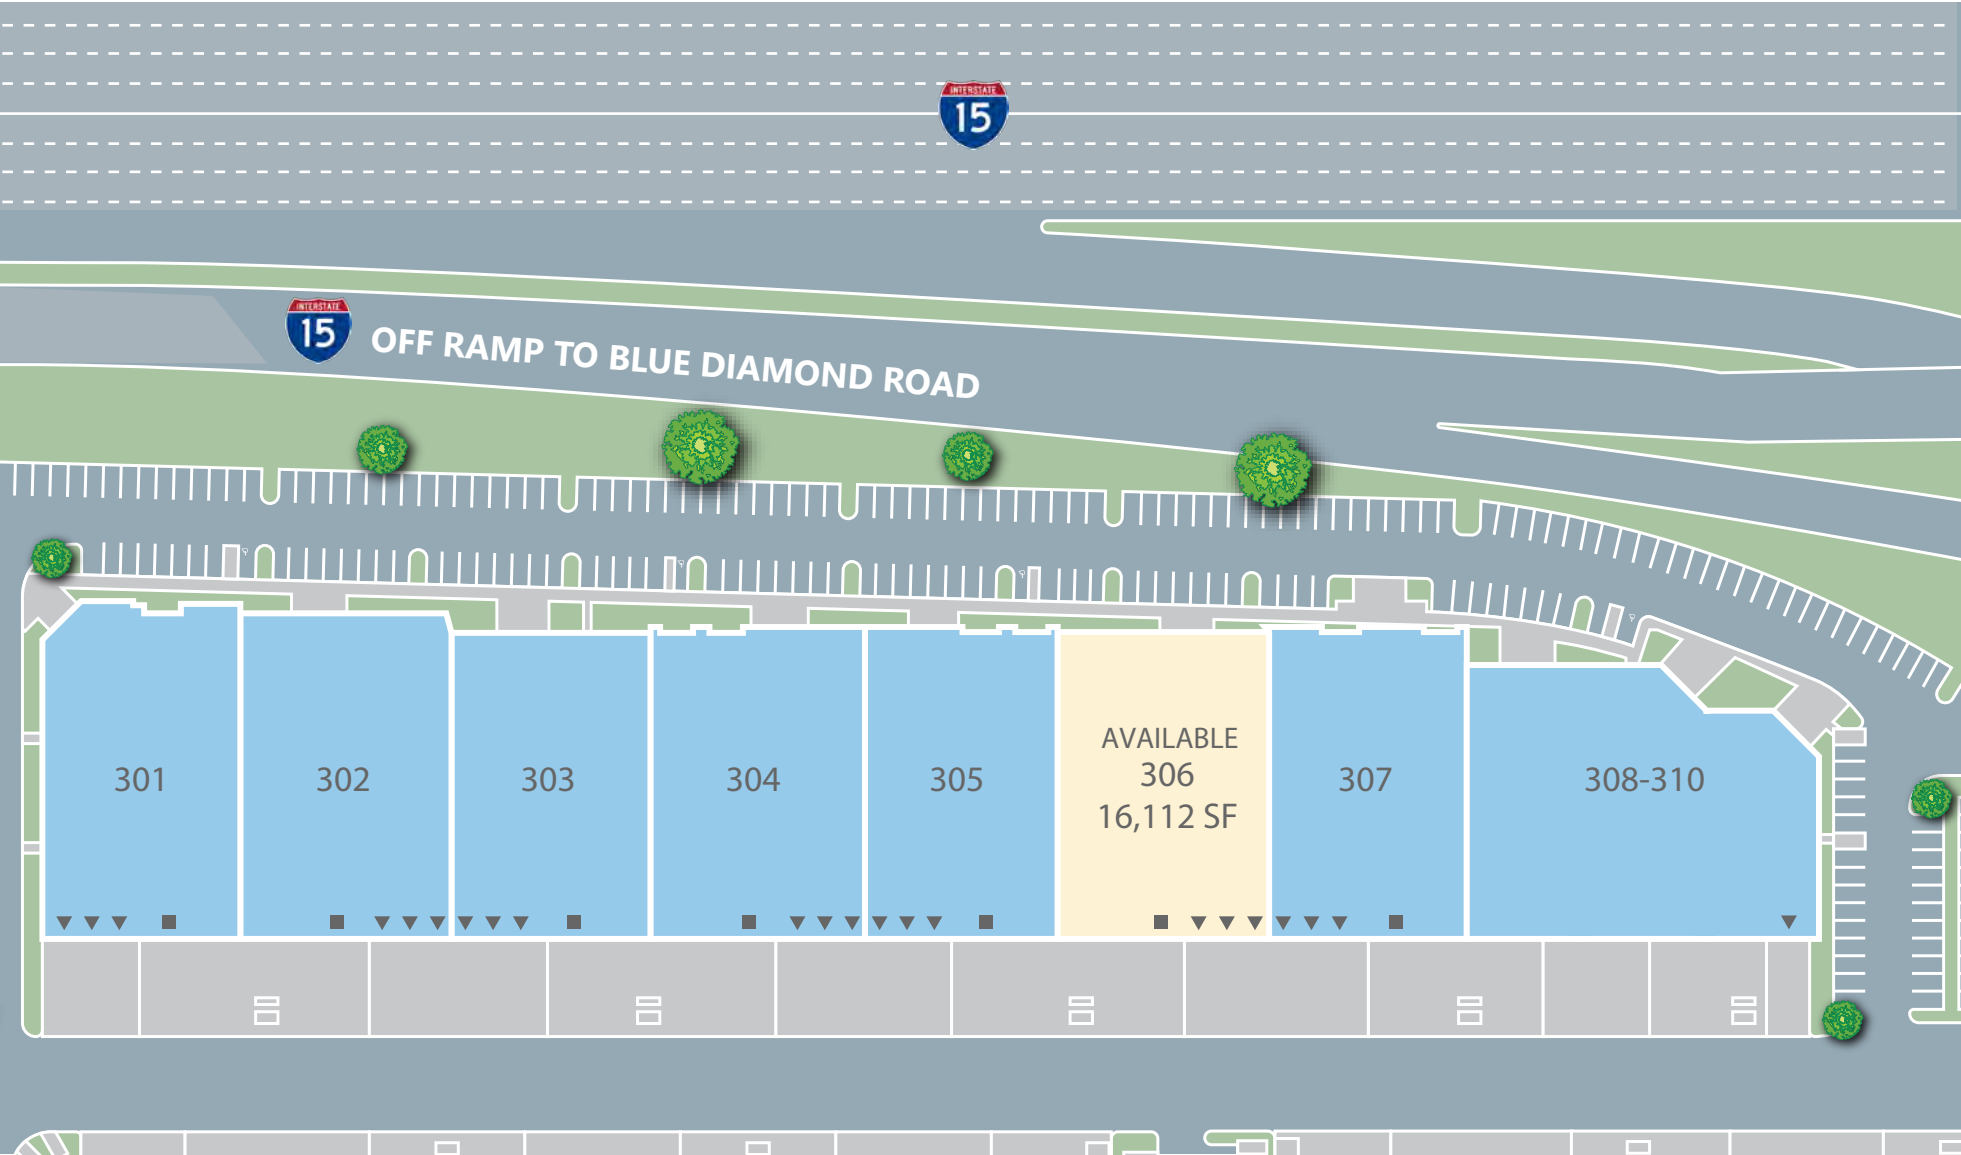 INTERSTATE
15
INTERSTATE
15
OFF RAMP TO BLUE DIAMOND ROAD
301
302
303
304
305
AVAILABLE
306
16,112 SF
307
308-310